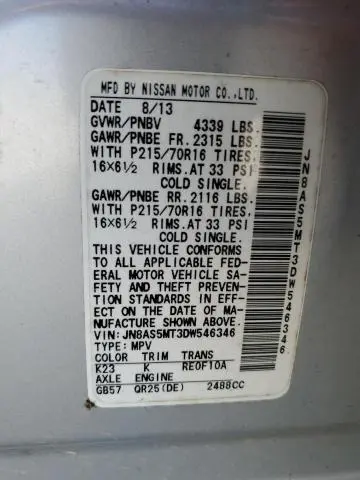 MFD BY NISSAN MOTOR CO.,LTD.
DATE 8/13
GVWR/PNBV 4339 LBS.
GAWR/PNBE FR. 2315 LBS.
WITH P215/70R16 TIRES,
16X6½ RIMS.AT 33 PSI
COLD SINGLE.
GAWR/PNBE RR. 2116 LBS.
WITH P215/70R16 TIRES,
16X6½ RIMS.AT 33 PSI
COLD SINGLE.
THIS VEHICLE CONFORMS
TO ALL APPLICABLE FED-
ERAL MOTOR VEHICLE SA-
FETY AND THEFT PREVEN-
TION STANDARDS IN EFF-
ECT ON THE DATE OF MA-
NUFACTURE SHOWN ABOVE.
VIN:JN8AS5MT3DW546346
TYPE:MPV
COLOR TRIM TRANS
K23 K RE0F10A
AXLE ENGINE
GB57 QR25(DE) 2488CC
JN8AS5MT3DW546346